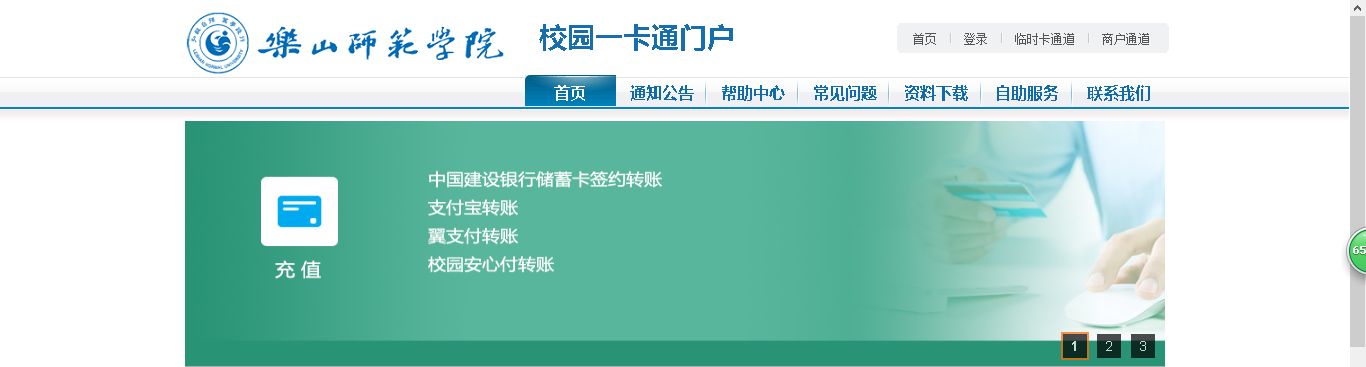 樂山師範學院
校园一卡通门户
首页 登录 临时卡通道 商户通道
首页 通知公告 帮助中心 常见问题 资料下载 自助服务 联系我们
中国建设银行储蓄卡签约转账
支付宝转账
翼支付转账
校园安心付转账
充值
1 2 3
65